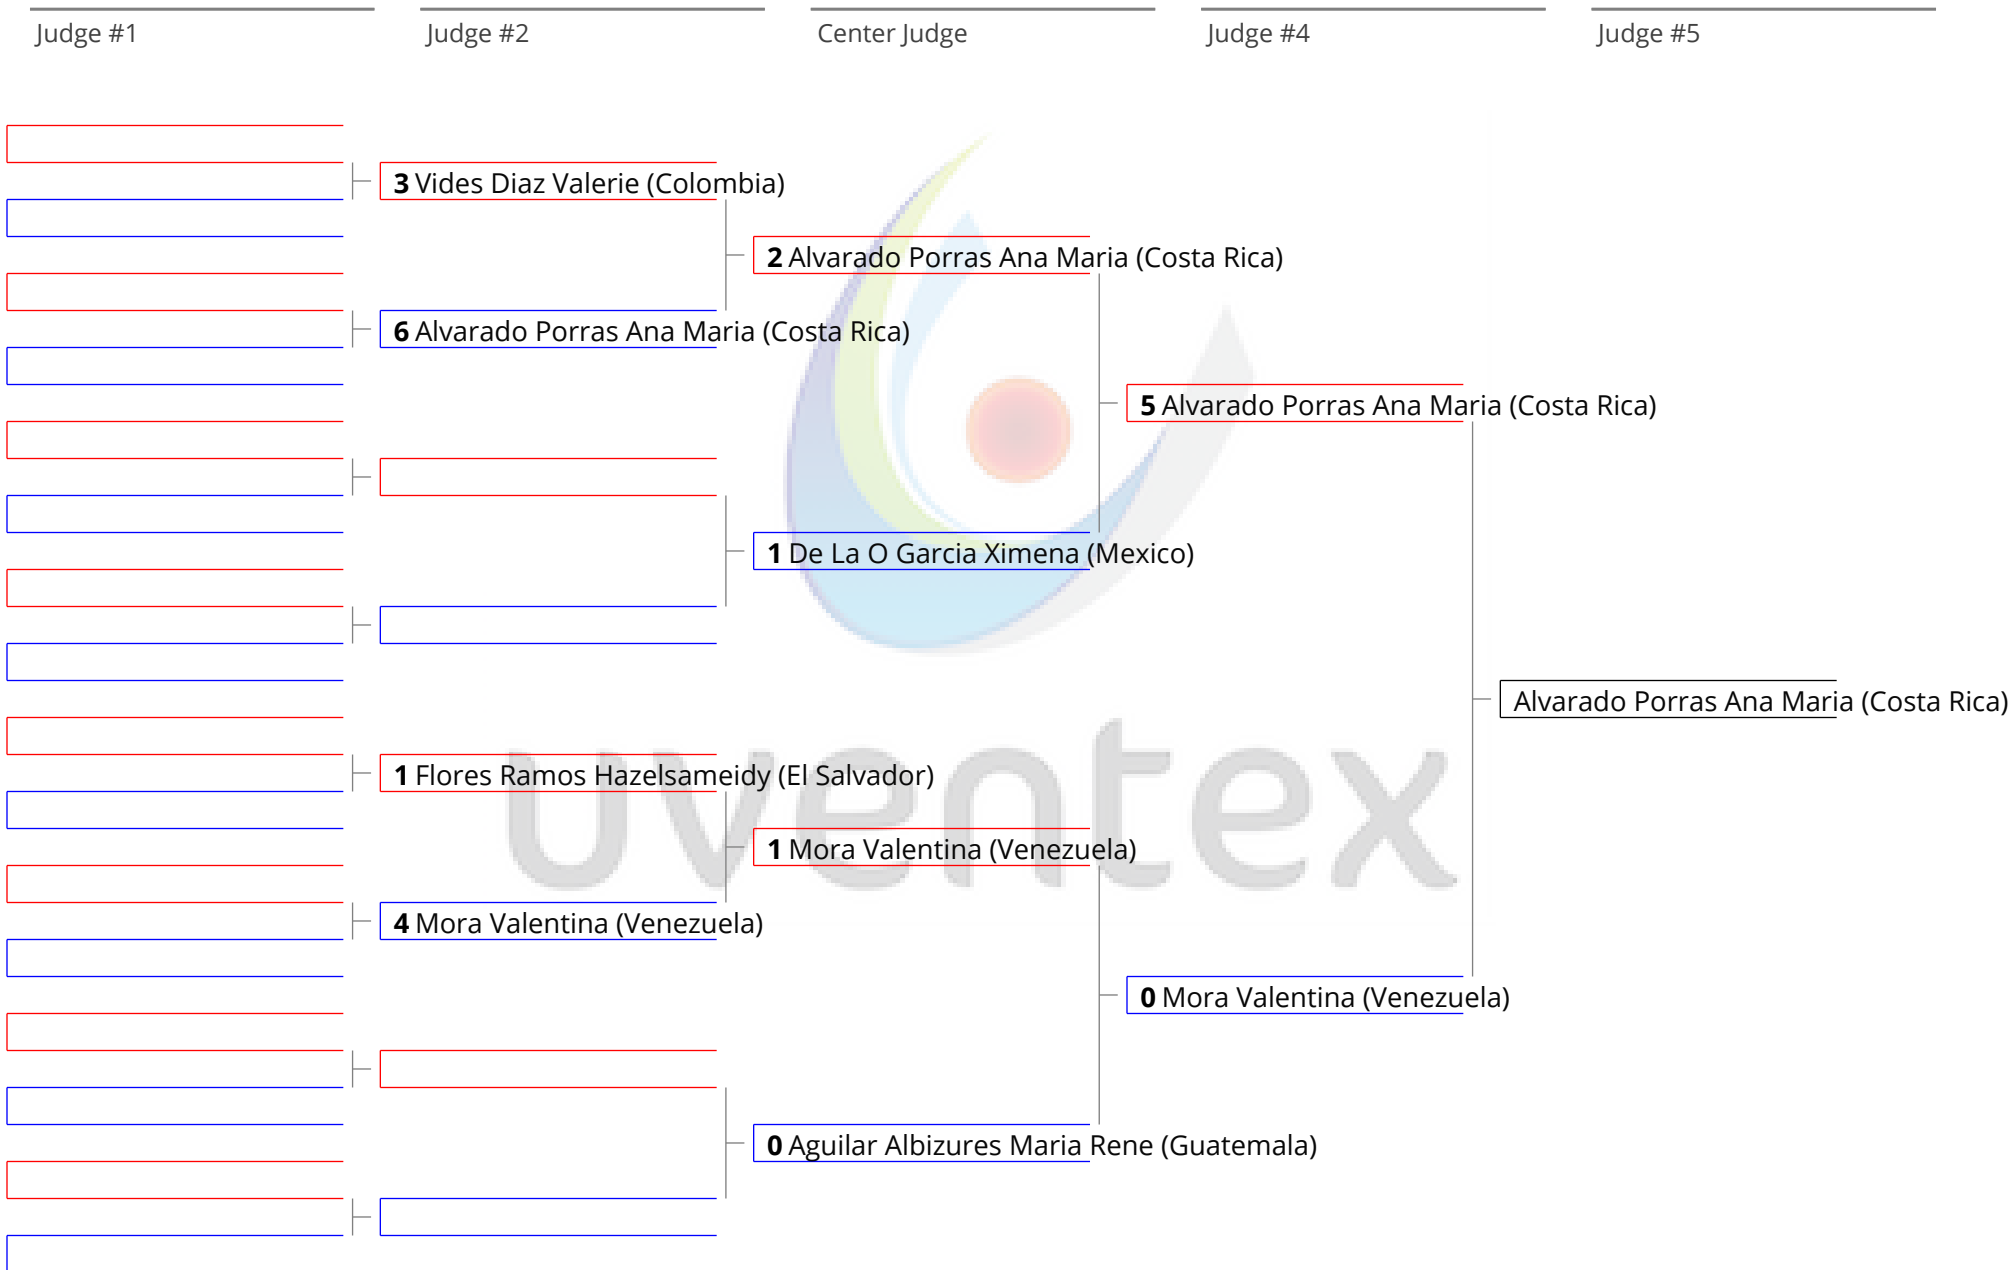 Judge #1
Judge #2
Center Judge
Judge #4
Judge #5
3 Vides Diaz Valerie (Colombia)
2 Alvarado Porras Ana Maria (Costa Rica)
6 Alvarado Porras Ana Maria (Costa Rica)
5 Alvarado Porras Ana Maria (Costa Rica)
1 De La O Garcia Ximena (Mexico)
Alvarado Porras Ana Maria (Costa Rica)
1 Flores Ramos Hazelsameidy (El Salvador)
uventex
1 Mora Valentina (Venezuela)
4 Mora Valentina (Venezuela)
0 Mora Valentina (Venezuela)
0 Aguilar Albizures Maria Rene (Guatemala)